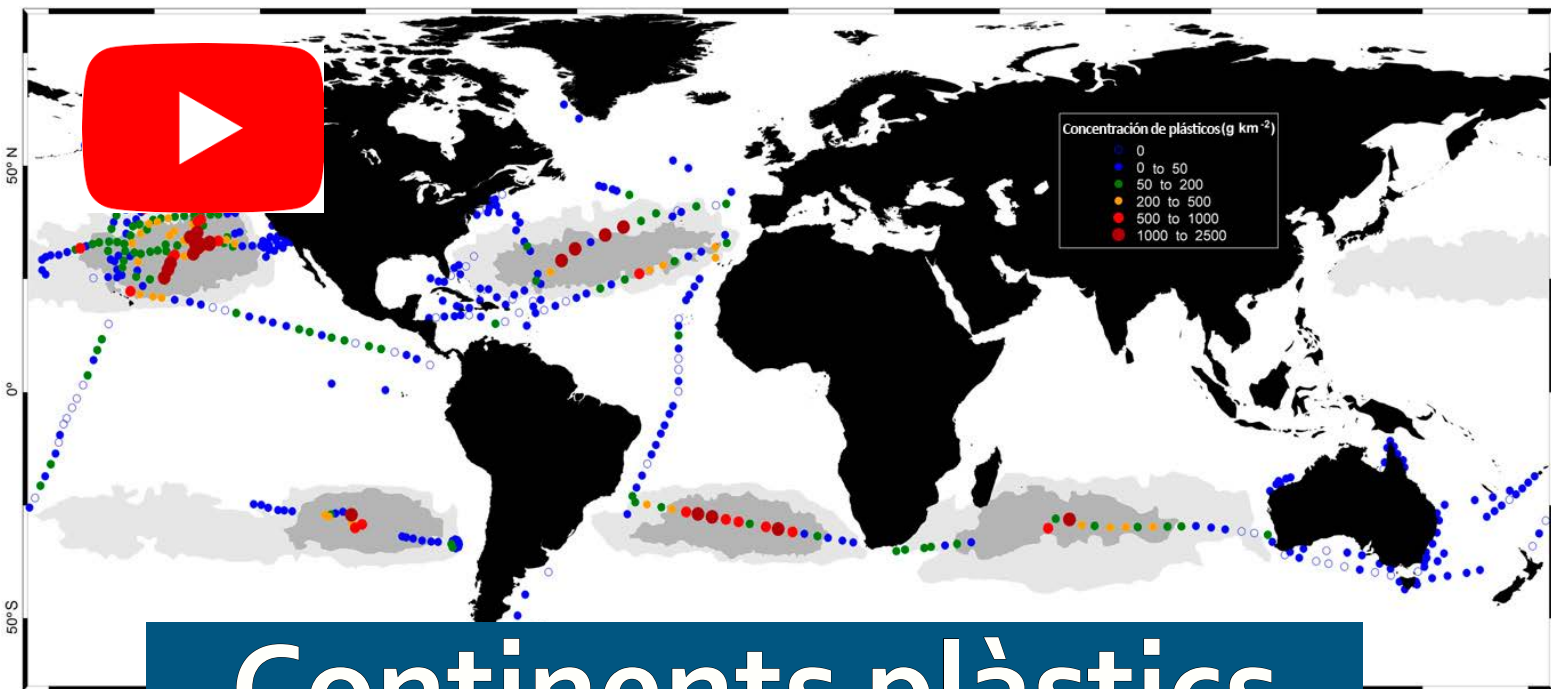 Concentración de plásticos (g km⁻²)
0
0 to 50
50 to 200
200 to 500
500 to 1000
1000 to 2500
50° N
0°
50°S
Continents plàstics